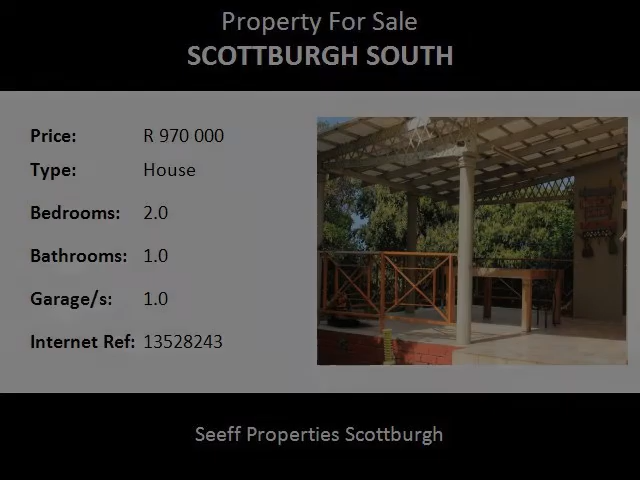 Property For Sale
SCOTTBURGH SOUTH
Price: R 970 000
Type: House
Bedrooms: 2.0
Bathrooms: 1.0
Garage/s: 1.0
Internet Ref: 13528243
Seeff Properties Scottburgh